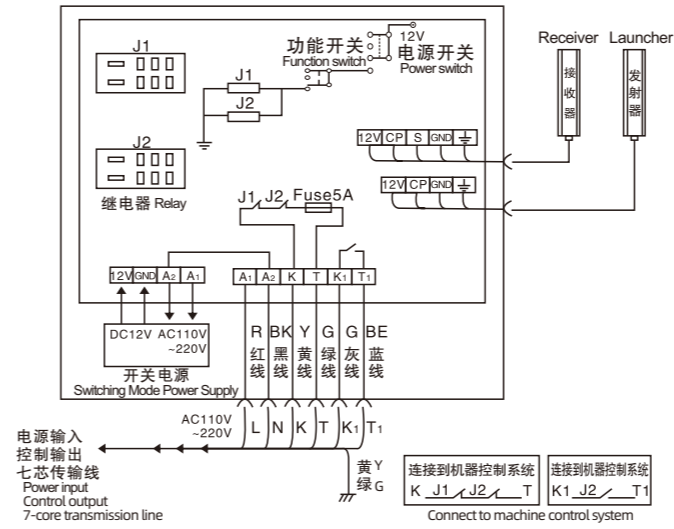 J1
J2
继电器 Relay
功能开关
Function switch
12V
电源开关
Power switch
J1
J2
Receiver
Launcher
接收器
发射器
12V CP S GND
12V CP GND
J1 J2 Fuse5A
12V GND A2 A1
A1 A2 K T K1 T1
DC12V AC110V
~220V
开关电源
Switching Mode Power Supply
R BK Y G G BE
红线 黑线 黄线 绿线 灰线 蓝线
AC110V
~220V
L N K T K1 T1
电源输入
控制输出
七芯传输线
Power input
Control output
7-core transmission line
黄Y
绿G
连接到机器控制系统
K J1 J2 T
连接到机器控制系统
K1 J2 T1
Connect to machine control system